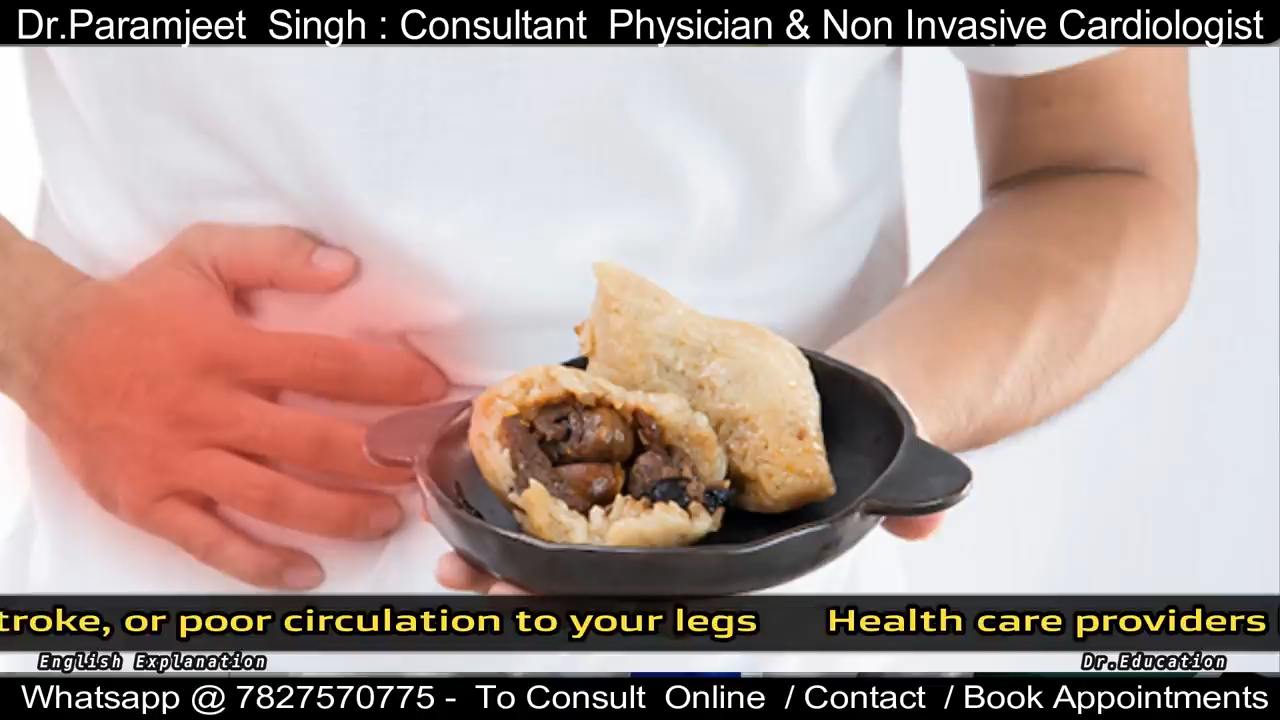 Dr.Paramjeet Singh : Consultant Physician & Non Invasive Cardiologist
troke, or poor circulation to your legs Health care providers
English Explanation Dr.Education
Whatsapp @ 7827570775 - To Consult Online / Contact / Book Appointments